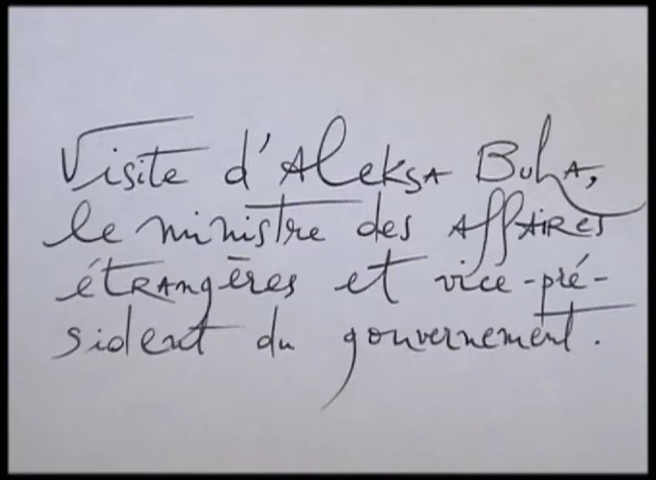 Visite d'Aleksa Buha,
le ministre des affaires
étrangères et vice-pré-
sident du gouvernement.